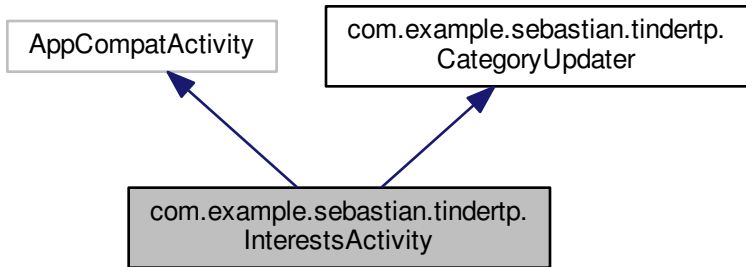 AppCompatActivity
com.example.sebastian.tindertp.
CategoryUpdater
com.example.sebastian.tindertp.
InterestsActivity